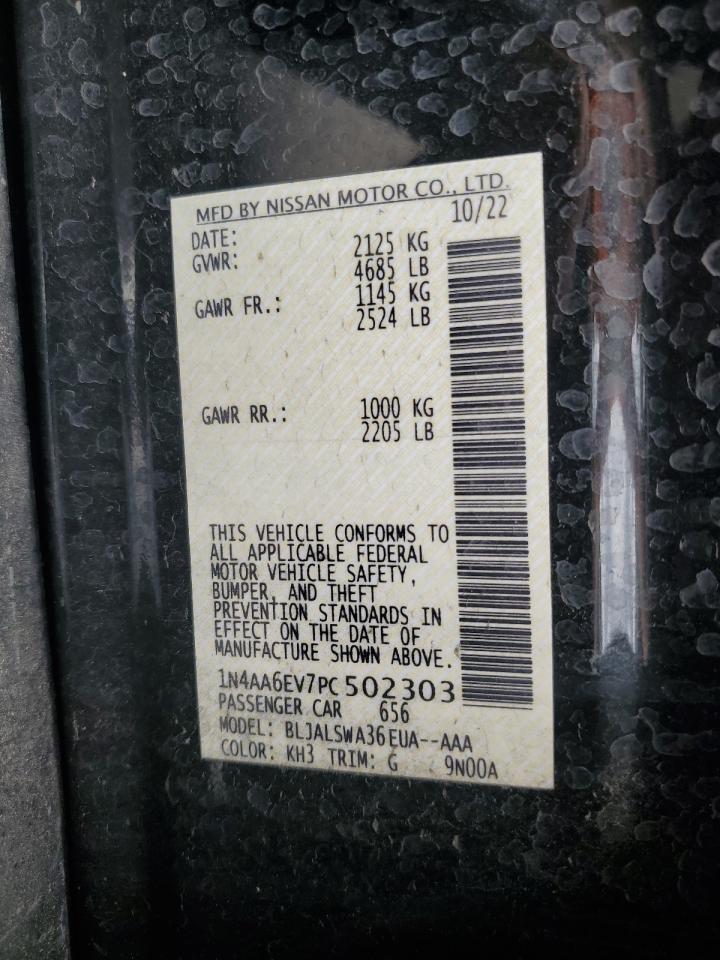 MFD BY NISSAN MOTOR CO., LTD.
DATE: 10/22
GVWR: 2125 KG
4685 LB
GAWR FR.: 1145 KG
2524 LB
GAWR RR.: 1000 KG
2205 LB
THIS VEHICLE CONFORMS TO
ALL APPLICABLE FEDERAL
MOTOR VEHICLE SAFETY,
BUMPER, AND THEFT
PREVENTION STANDARDS IN
EFFECT ON THE DATE OF
MANUFACTURE SHOWN ABOVE.
1N4AA6EV7PC502303
PASSENGER CAR 656
MODEL: BLJALSWA36EUA--AAA
COLOR: KH3 TRIM: G 9N00A